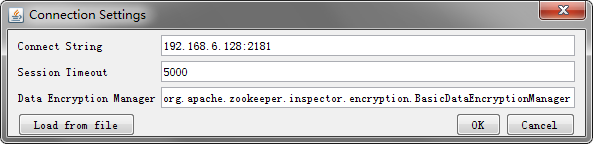 Connection Settings
Connect String 192.168.6.128:2181
Session Timeout 5000
Data Encryption Manager org.apache.zookeeper.inspector.encryption.BasicDataEncryptionManager
Load from file OK Cancel